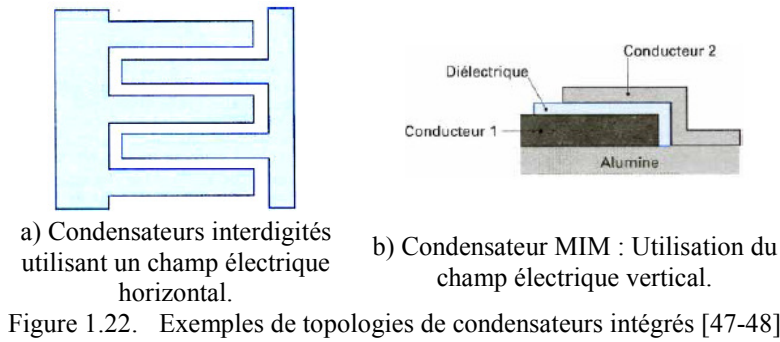 Conducteur 2
Diélectrique
Conducteur 1
Alumine
a) Condensateurs interdigités
utilisant un champ électrique
horizontal.
b) Condensateur MIM : Utilisation du
champ électrique vertical.
Figure 1.22. Exemples de topologies de condensateurs intégrés [47-48]